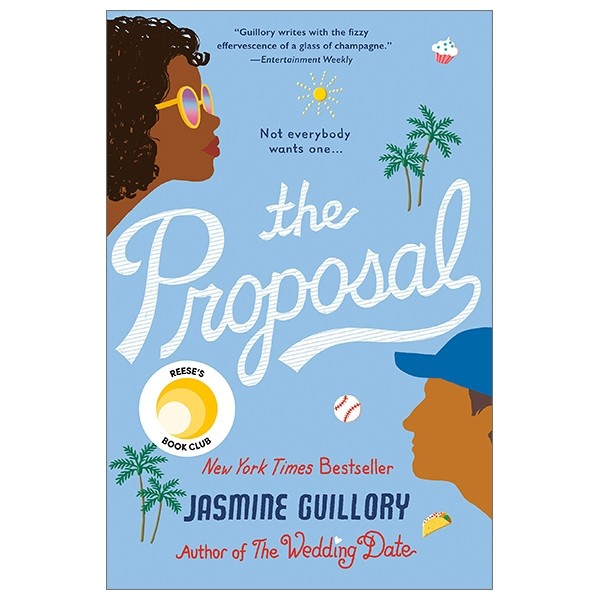 “Guillory writes with the fizzy
effervescence of a glass of champagne.”
—Entertainment Weekly
Not everybody
wants one...
the
Proposal
REESE'S
BOOK CLUB
New York Times Bestseller
JASMINE GUILLORY
Author of The Wedding Date